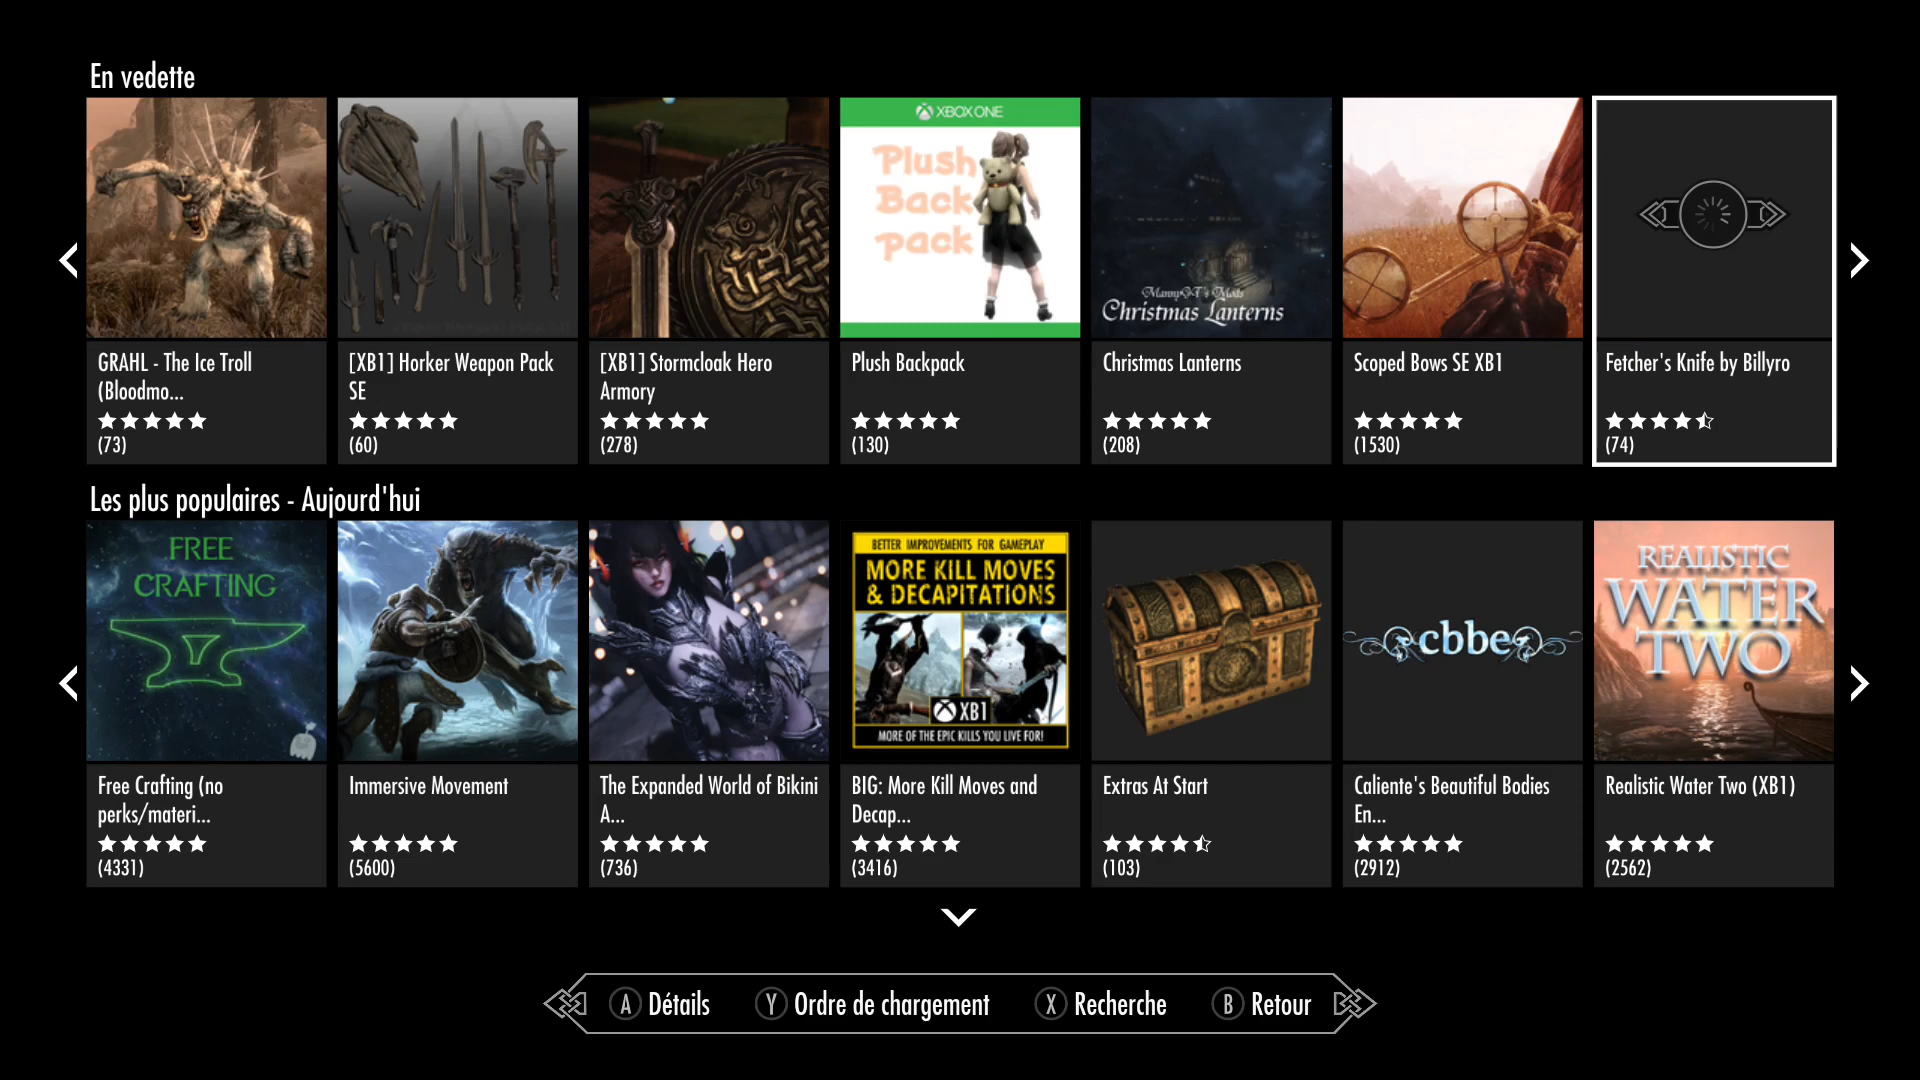 En vedette
XBOX ONE
Plush
Back
pack
MannyGT's Mods
Christmas Lanterns
GRAHL - The Ice Troll
(Bloodmo...
(73)
[XB1] Horker Weapon Pack
SE
(60)
[XB1] Stormcloak Hero
Armory
(278)
Plush Backpack
(130)
Christmas Lanterns
(208)
Scoped Bows SE XB1
(1530)
Fetcher's Knife by Billyro
(74)
Les plus populaires - Aujourd'hui
FREE
CRAFTING
BETTER IMPROVEMENTS FOR GAMEPLAY
MORE KILL MOVES
& DECAPITATIONS
XB1
MORE OF THE EPIC KILLS YOU LIVE FOR!
cbbe
REALISTIC
WATER
TWO
Free Crafting (no
perks/materi...
(4331)
Immersive Movement
(5600)
The Expanded World of Bikini
A...
(736)
BIG: More Kill Moves and
Decap...
(3416)
Extras At Start
(103)
Caliente's Beautiful Bodies
En...
(2912)
Realistic Water Two (XB1)
(2562)
A Détails
Y Ordre de chargement
X Recherche
B Retour